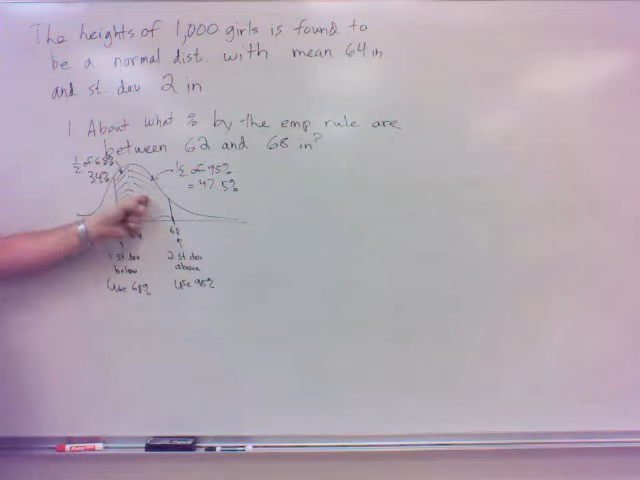 The heights of 1,000 girls is found to
be a normal dist. with mean 64 in
and st. dev 2 in.
1. About what % by the emp rule are
between 62 and 68 in?
½ of 68%
34%
½ of 95%
= 47.5%
68
1 st. dev
below
Use 68%
2 st. dev
above
Use 95%